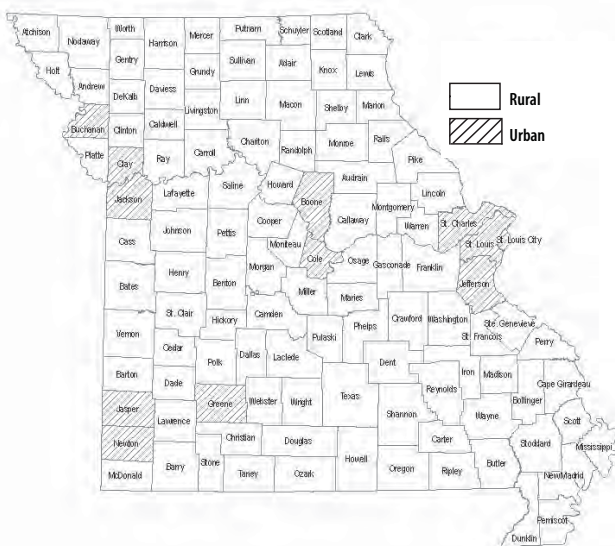 Atchison
Nodaway
Worth
Harrison
Mercer
Putnam
Schuyler
Scotland
Clark
Holt
Gentry
Sullivan
Adair
Knox
Lewis
Andrew
DeKalb
Daviess
Grundy
Livingston
Linn
Macon
Shelby
Marion
Rural
Buchanan
Clinton
Caldwell
Urban
Platte
Clay
Ray
Carroll
Chariton
Randolph
Monroe
Ralls
Pike
Jackson
Lafayette
Saline
Howard
Boone
Audrain
Lincoln
Cooper
Callaway
Montgomery
Warren
St. Charles
St. Louis
St. Louis City
Cass
Johnson
Pettis
Moniteau
Cole
Osage
Gasconade
Franklin
Jefferson
Bates
Henry
Benton
Morgan
Miller
Maries
St. Clair
Hickory
Camden
Crawford
Washington
Ste. Genevieve
Vernon
Cedar
Polk
Dallas
Laclede
Pulaski
Phelps
Dent
St. Francois
Perry
Barton
Dade
Iron
Madison
Cape Girardeau
Jasper
Lawrence
Greene
Webster
Wright
Texas
Reynolds
Bollinger
Shannon
Wayne
Scott
Newton
Christian
Douglas
Carter
Stoddard
Mississippi
McDonald
Barry
Stone
Taney
Ozark
Howell
Oregon
Ripley
Butler
New Madrid
Pemiscot
Dunklin